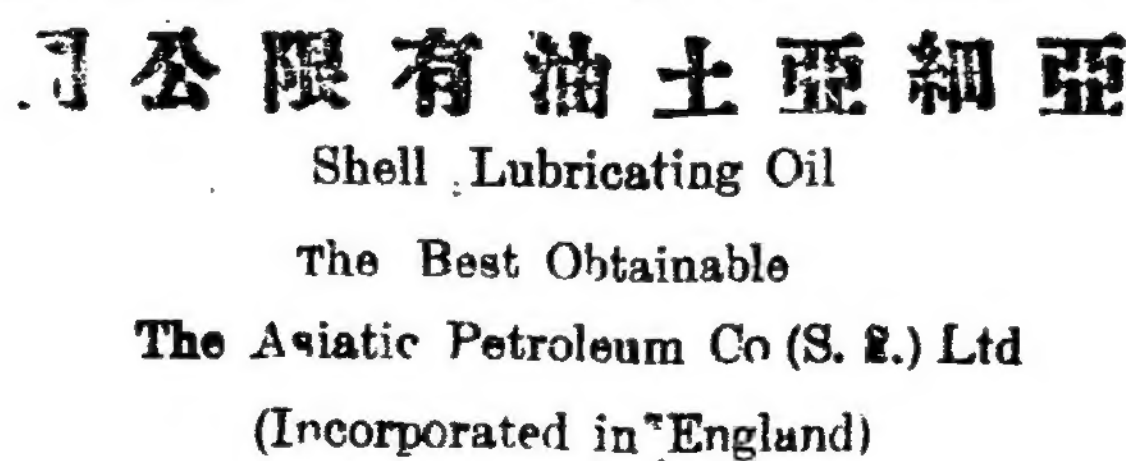 亞細亞土油有限公司
Shell Lubricating Oil
The Best Obtainable
The Asiatic Petroleum Co (S. S.) Ltd
(Incorporated in England)